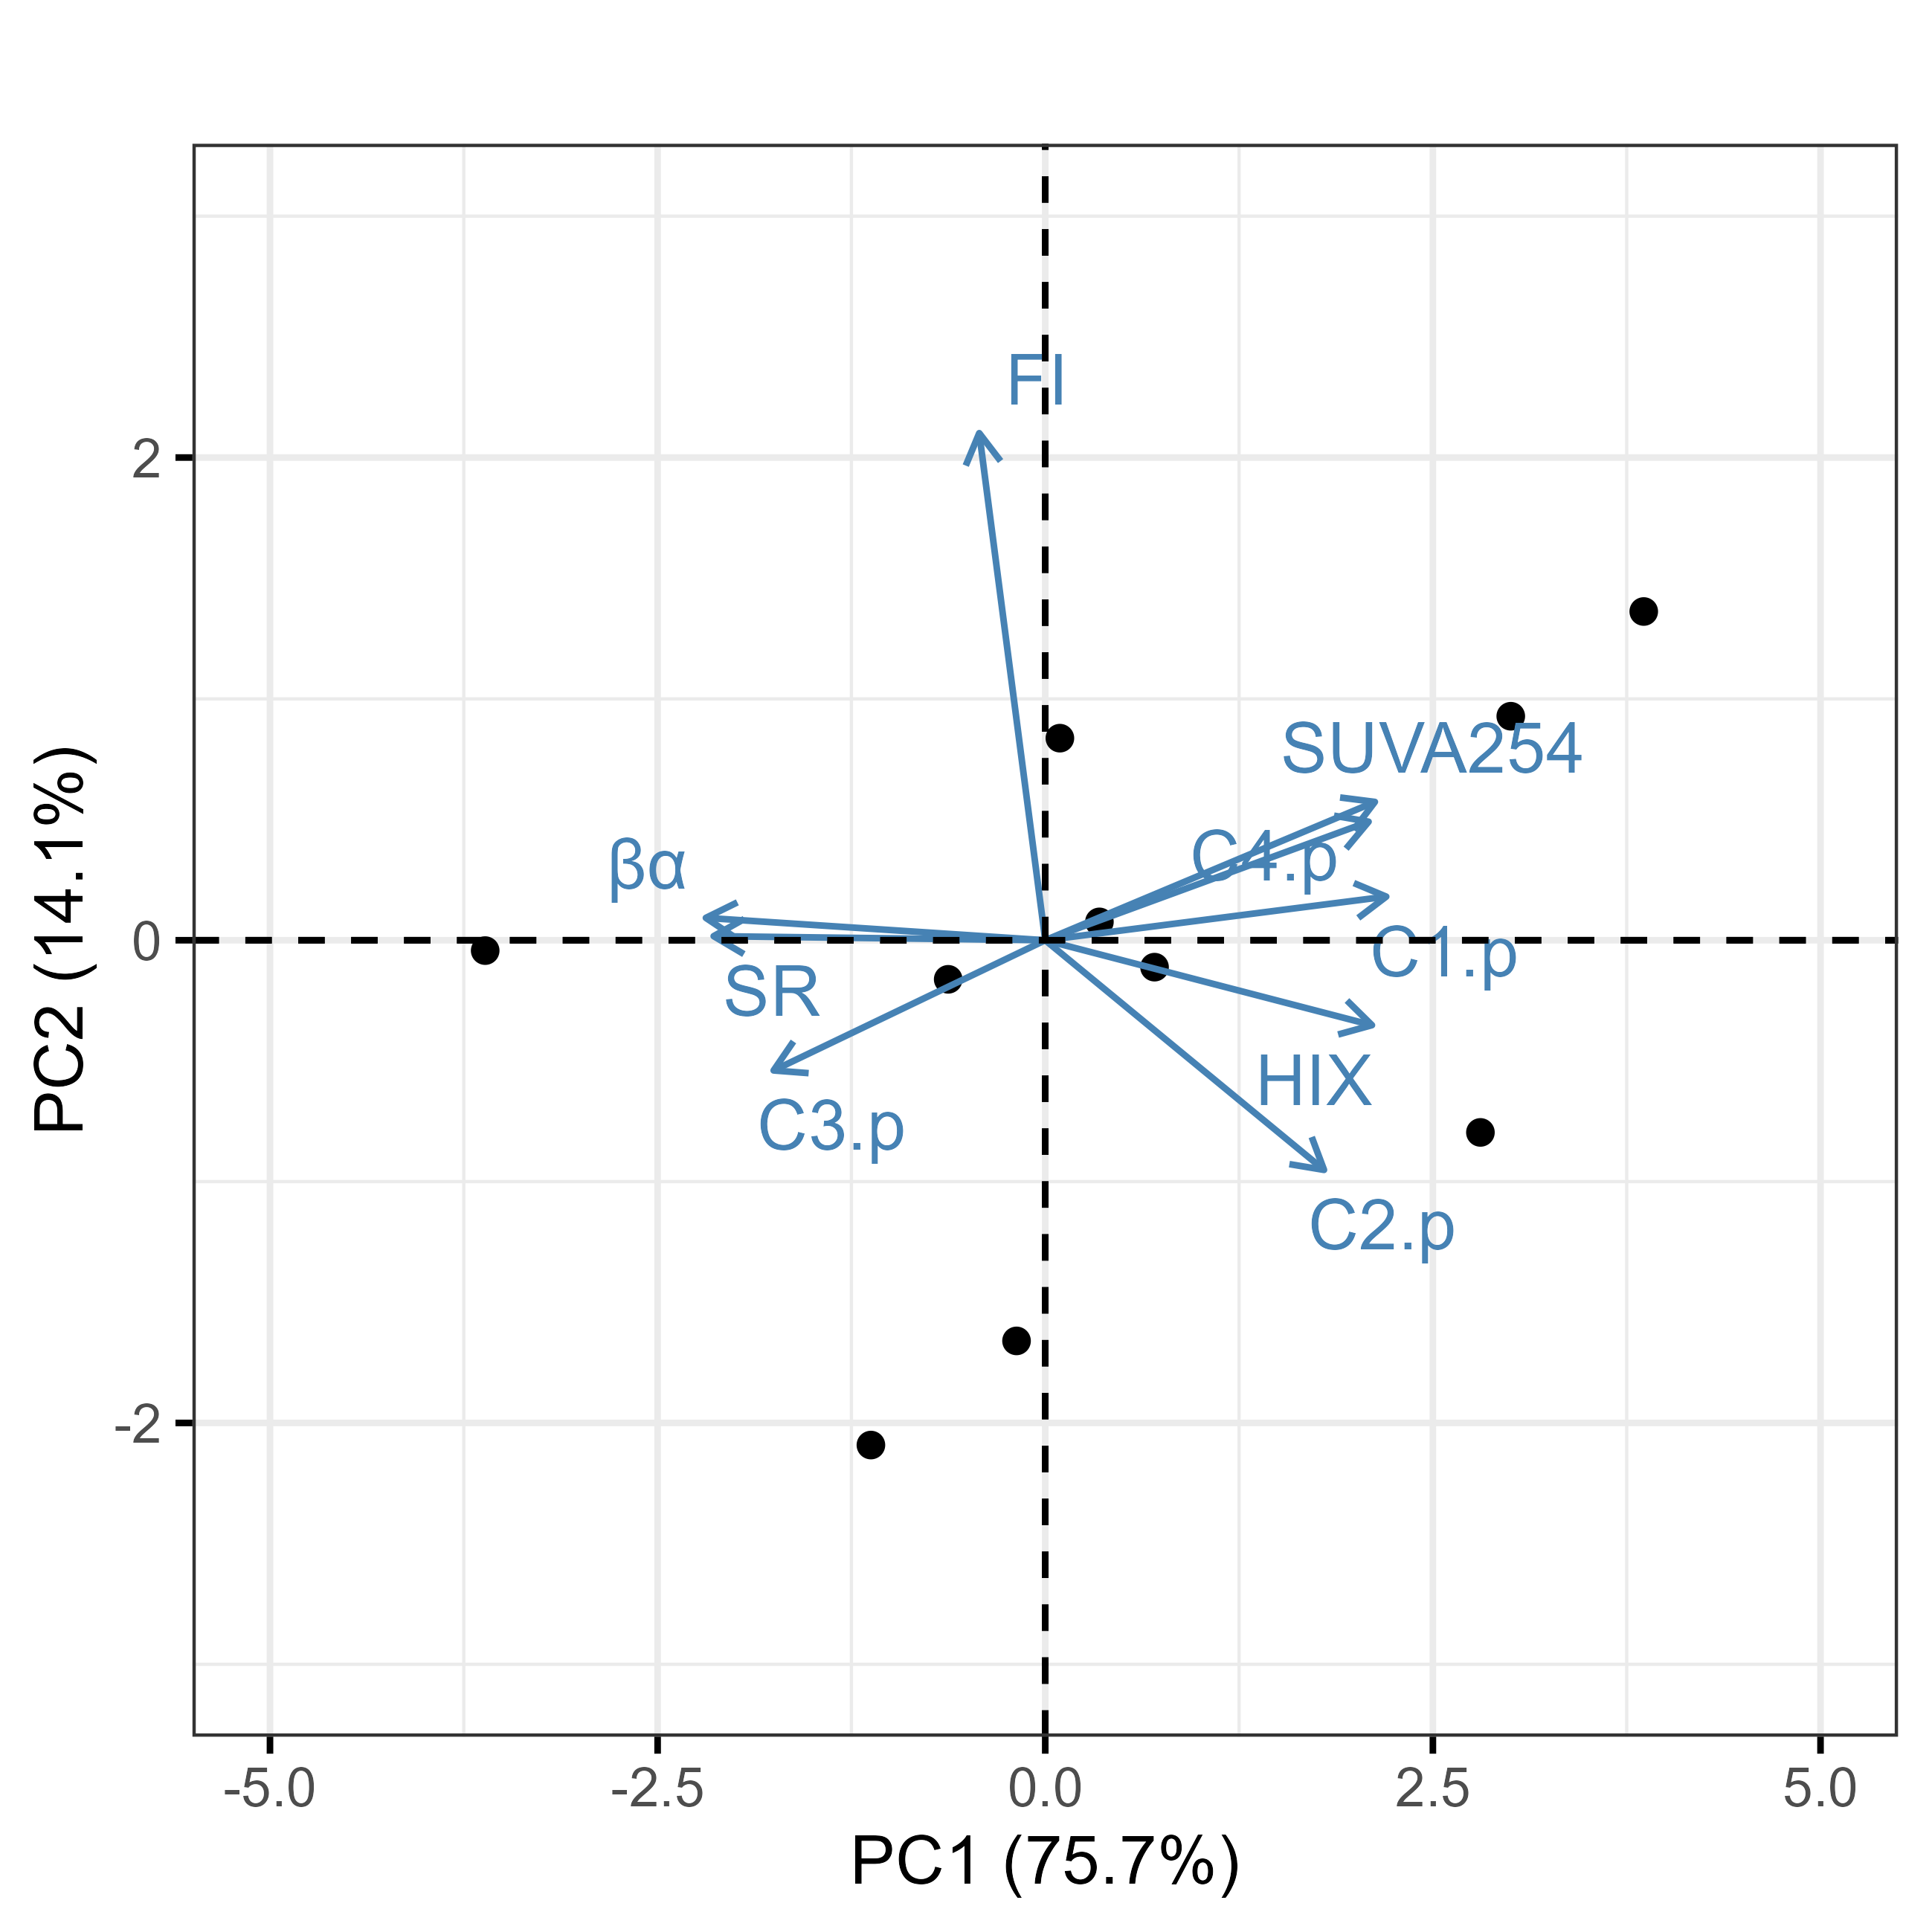 FI
SUVA254
C4.p
βα
C1.p
SR
HIX
C3.p
C2.p
2
0
-2
PC2 (14.1%)
-5.0
-2.5
0.0
2.5
5.0
PC1 (75.7%)